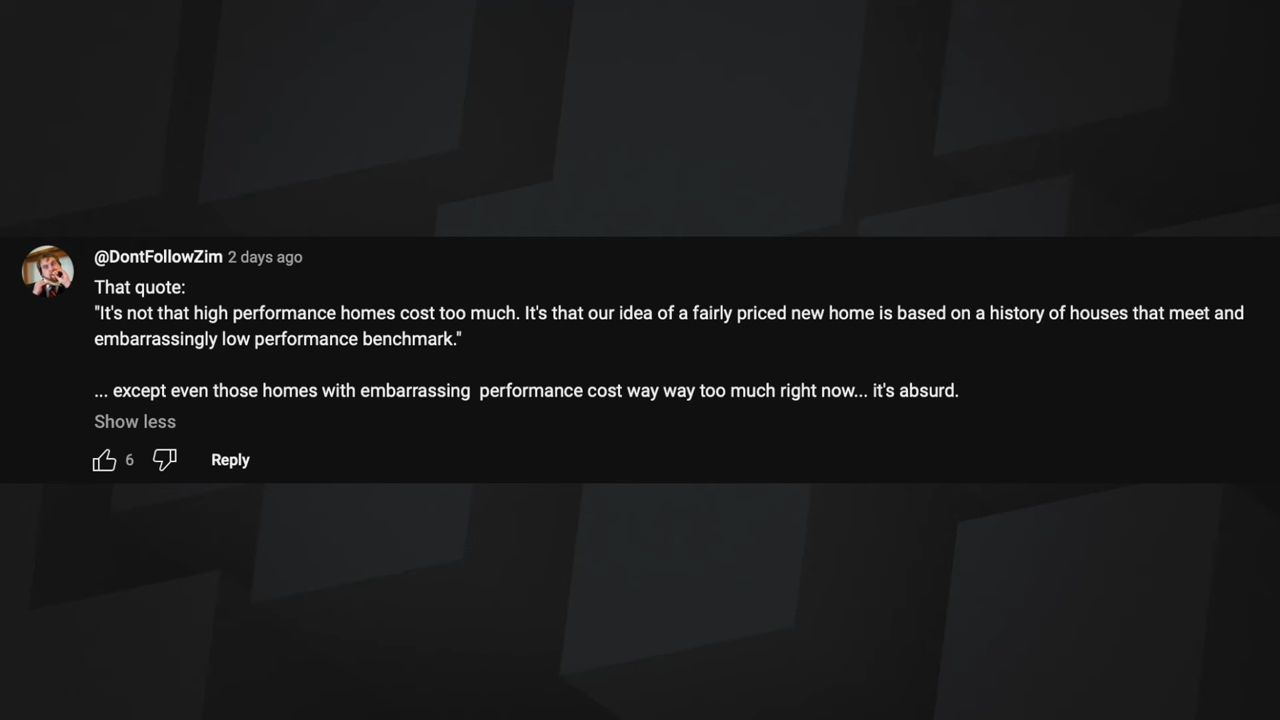 @DontFollowZim 2 days ago
That quote:
"It's not that high performance homes cost too much. It's that our idea of a fairly priced new home is based on a history of houses that meet and
embarrassingly low performance benchmark."
... except even those homes with embarrassing  performance cost way way too much right now... it's absurd.
Show less
6 Reply